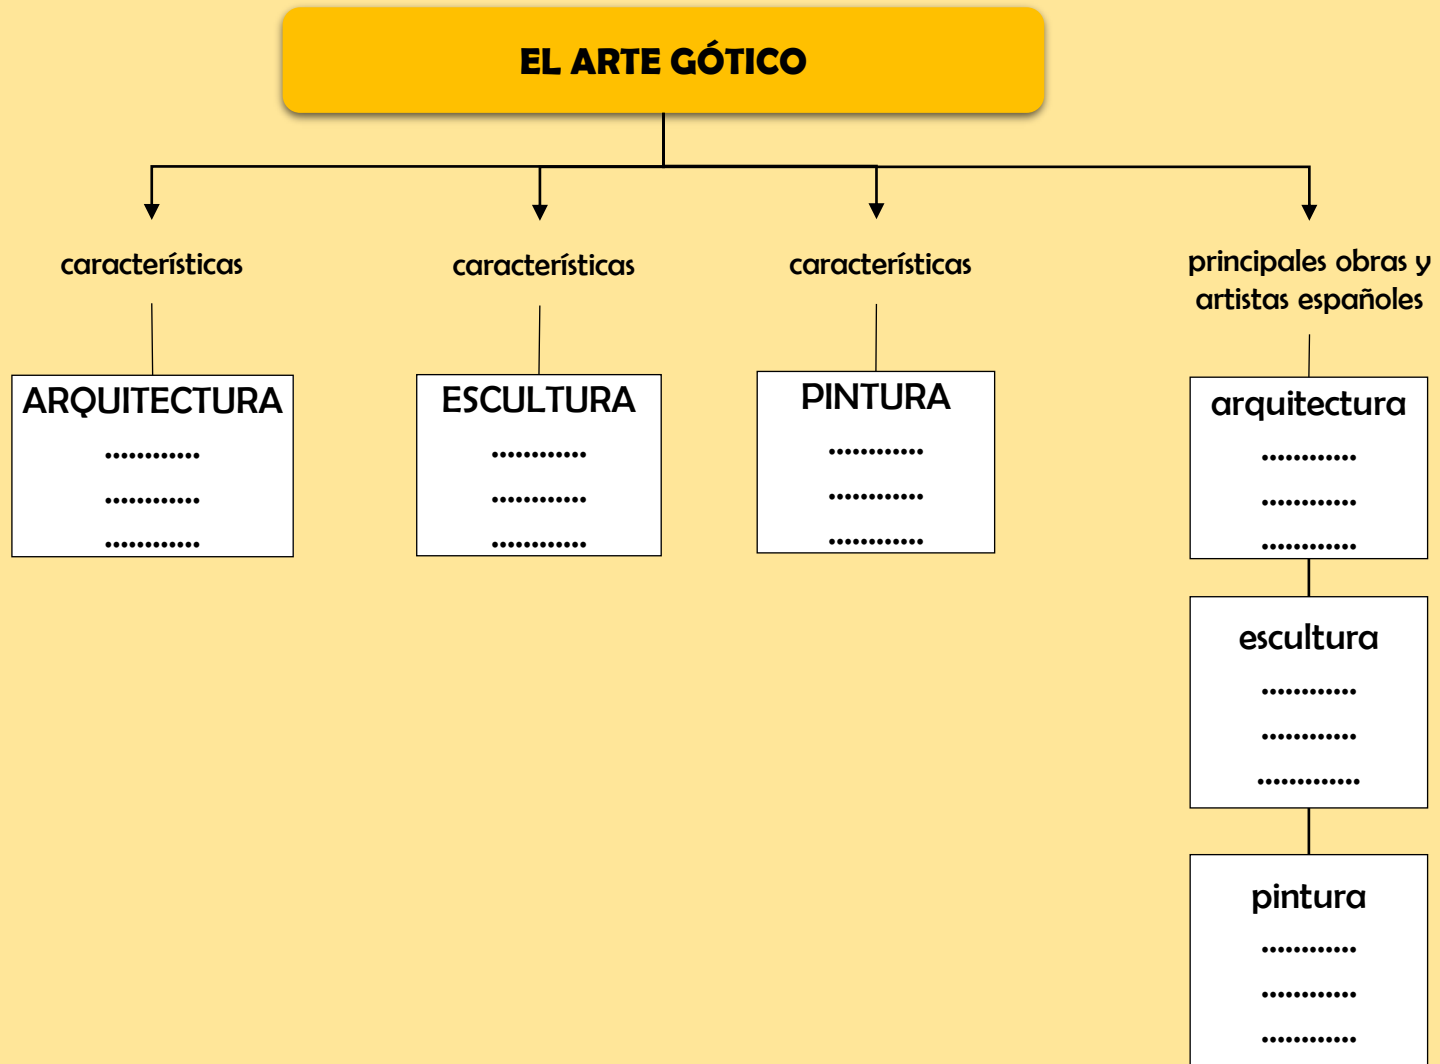 EL ARTE GÓTICO
características
características
características
principales obras y
artistas españoles
ARQUITECTURA
............
............
............
ESCULTURA
............
............
............
PINTURA
............
............
............
arquitectura
............
............
............
escultura
............
............
.............
pintura
............
............
............